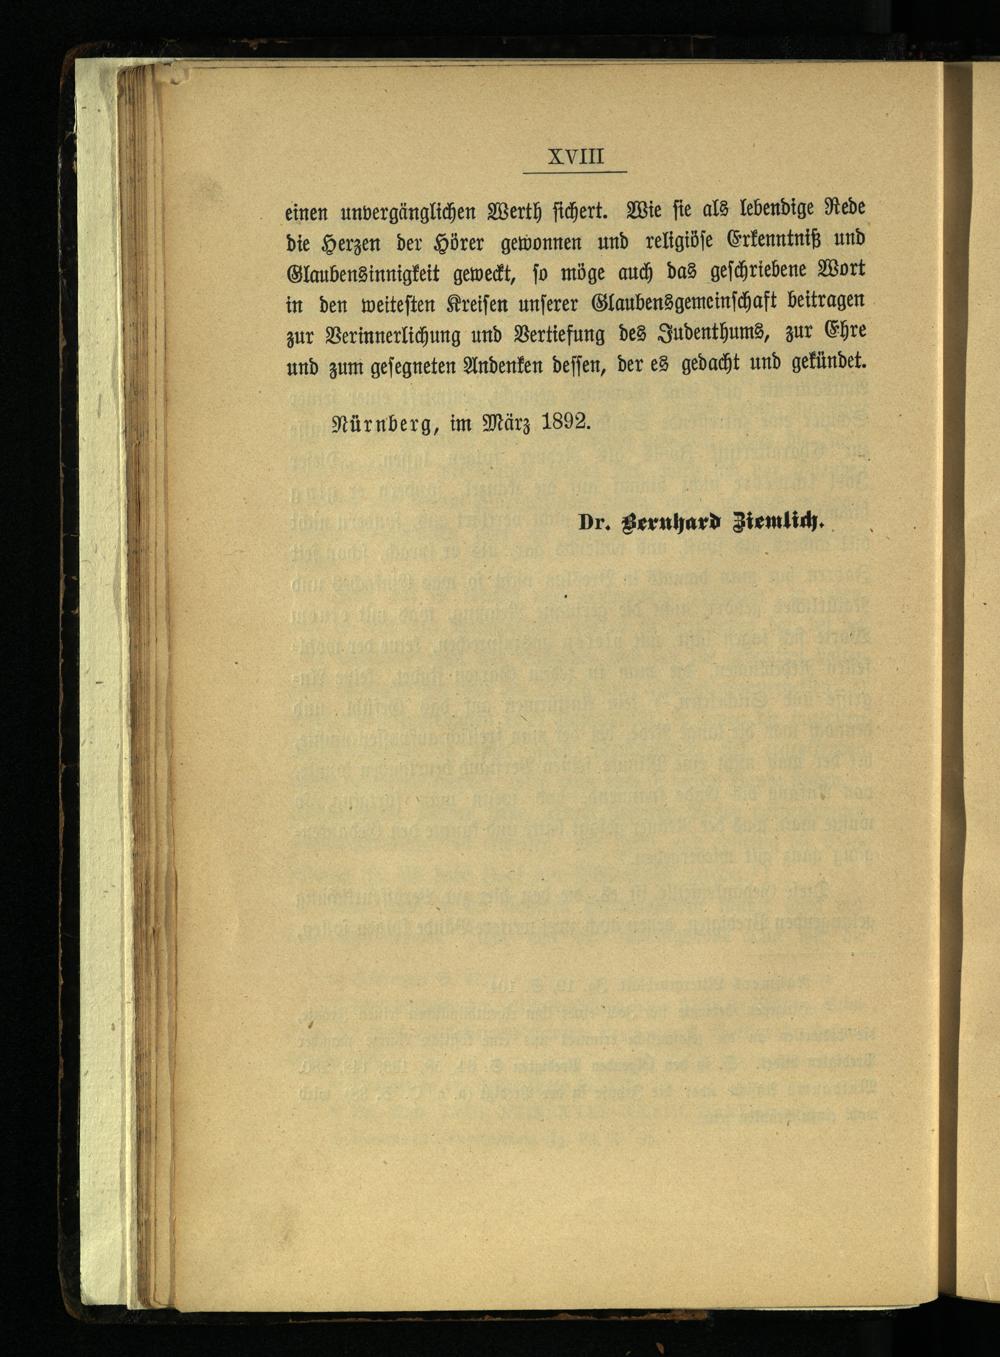 XVIII
einen unvergänglichen Werth sichert. Wie sie als lebendige Rede
die Herzen der Hörer gewonnen und religiöse Erkenntniß und
Glaubensinnigkeit geweckt, so möge auch das geschriebene Wort
in den weitesten Kreisen unserer Glaubensgemeinschaft beitragen
zur Verinnerlichung und Vertiefung des Judenthums, zur Ehre
und zum gesegneten Andenken dessen, der es gedacht und gekündet.
Nürnberg, im März 1892.
Dr. Bernhard Ziemlich.